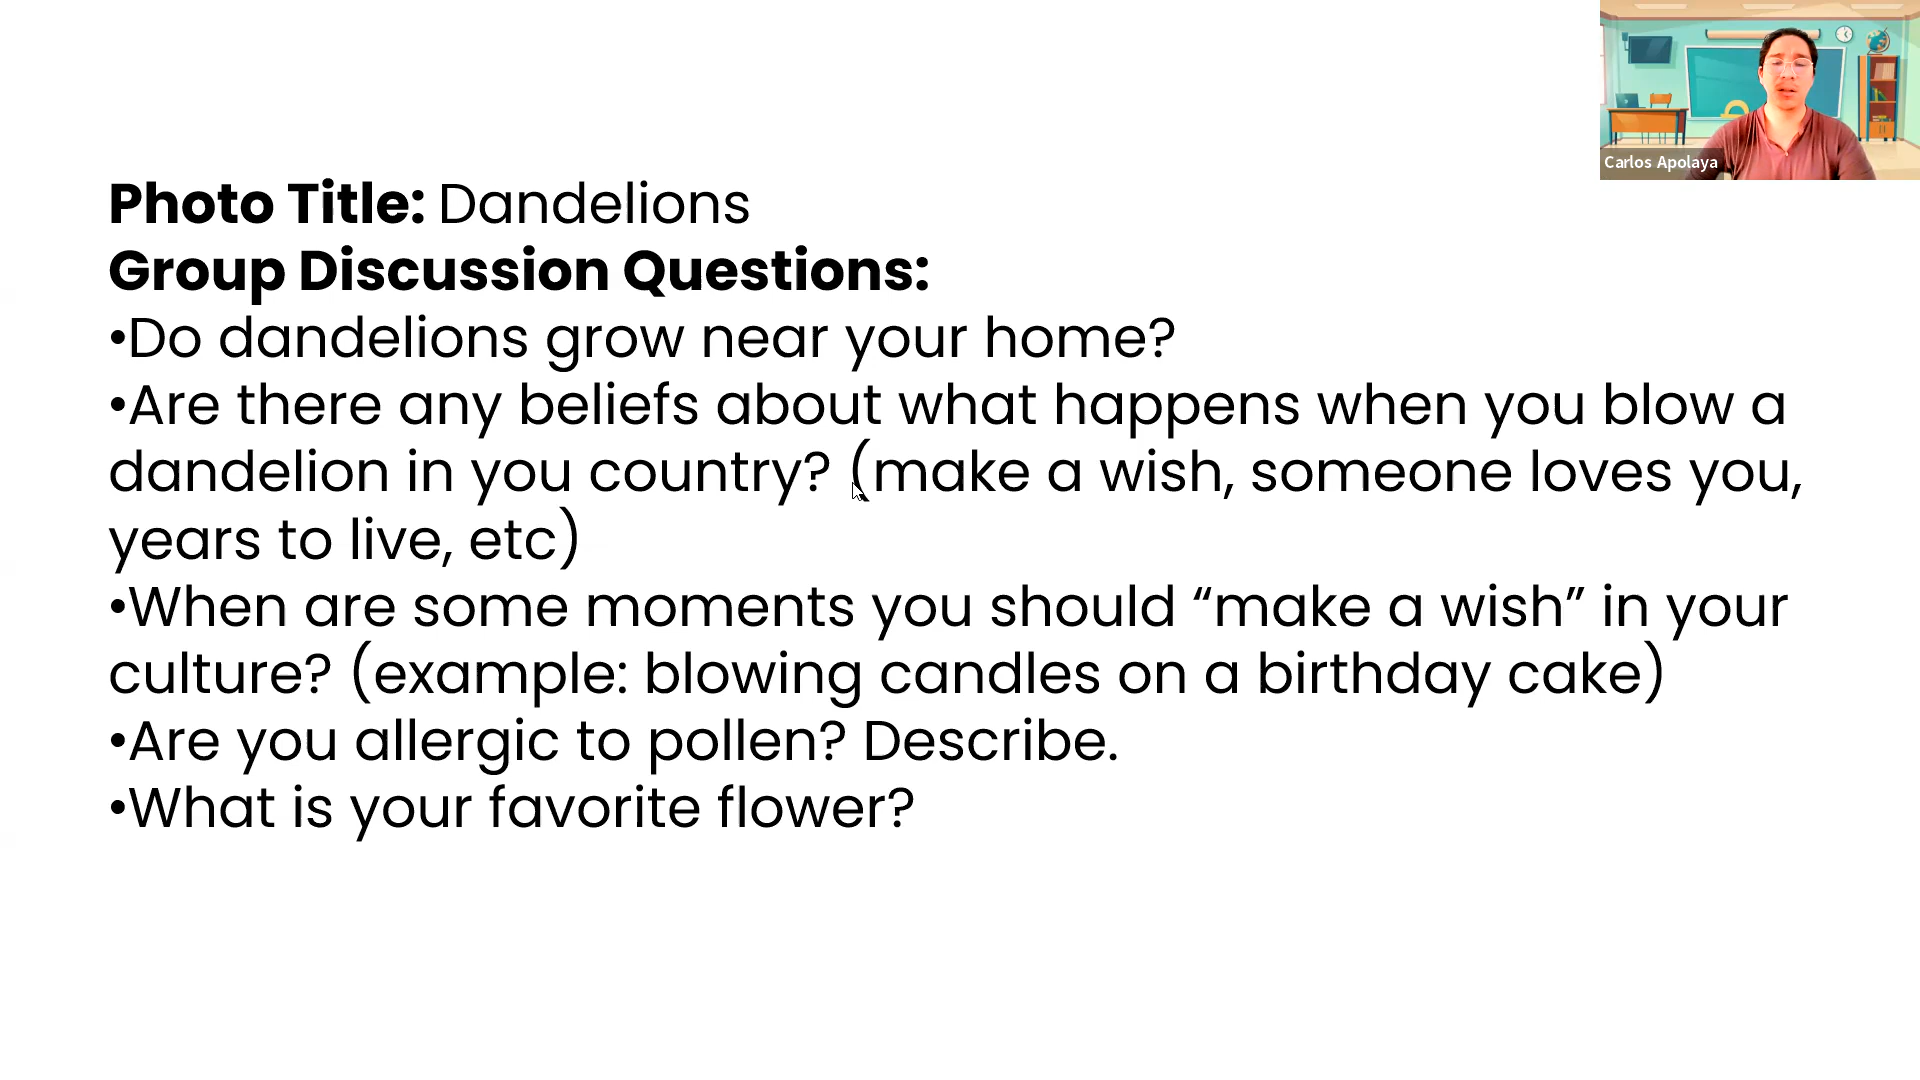 Carlos Apolaya
Photo Title: Dandelions
Group Discussion Questions:
•Do dandelions grow near your home?
•Are there any beliefs about what happens when you blow a
dandelion in you country? (make a wish, someone loves you,
years to live, etc)
•When are some moments you should “make a wish” in your
culture? (example: blowing candles on a birthday cake)
•Are you allergic to pollen? Describe.
•What is your favorite flower?